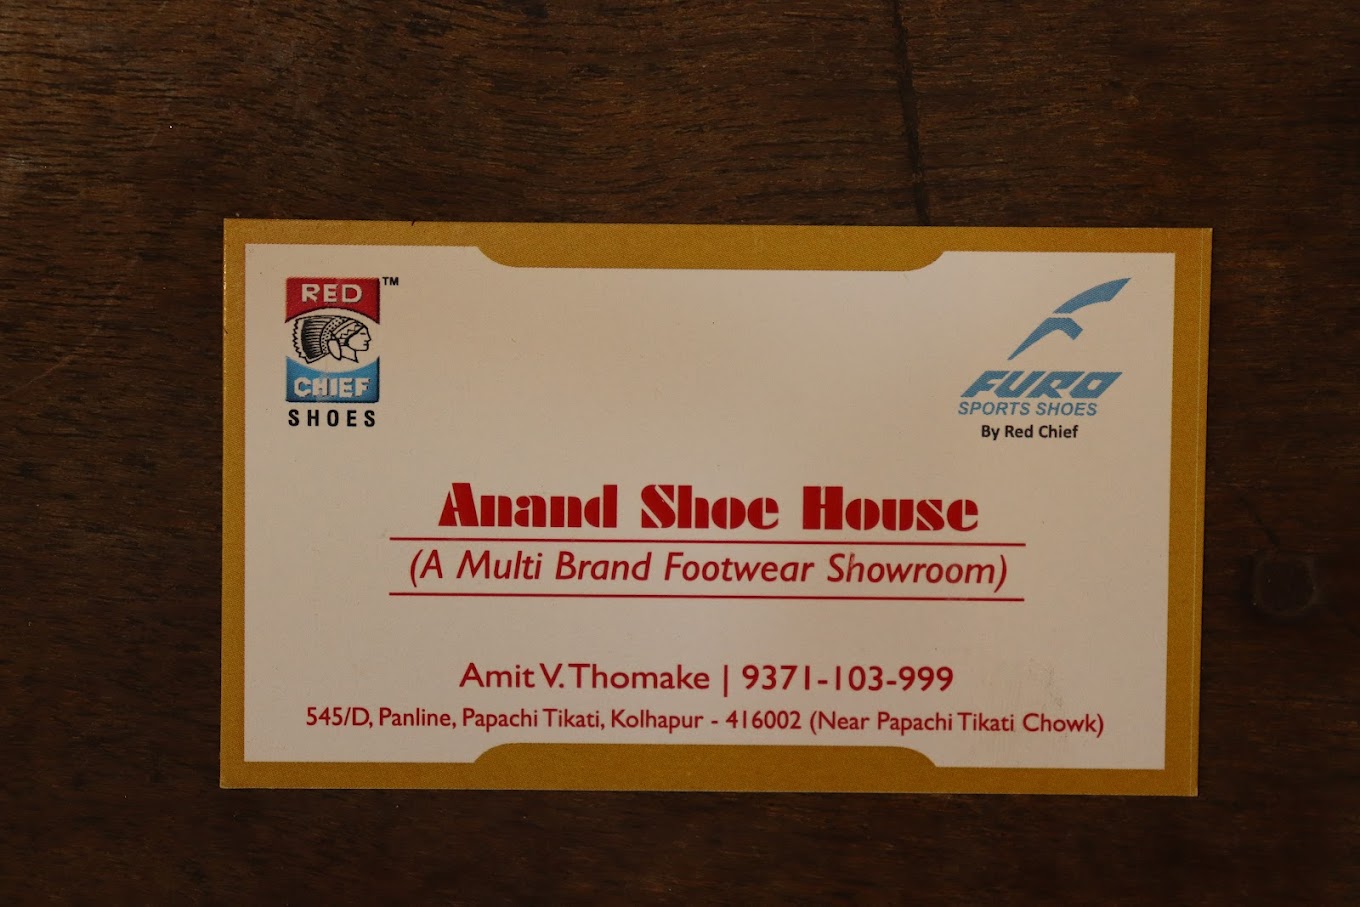 RED
CHIEF
SHOES
TM
FURO
SPORTS SHOES
By Red Chief
Anand Shoe House
(A Multi Brand Footwear Showroom)
Amit V. Thomake | 9371-103-999
545/D, Panline, Papachi Tikati, Kolhapur - 416002 (Near Papachi Tikati Chowk)